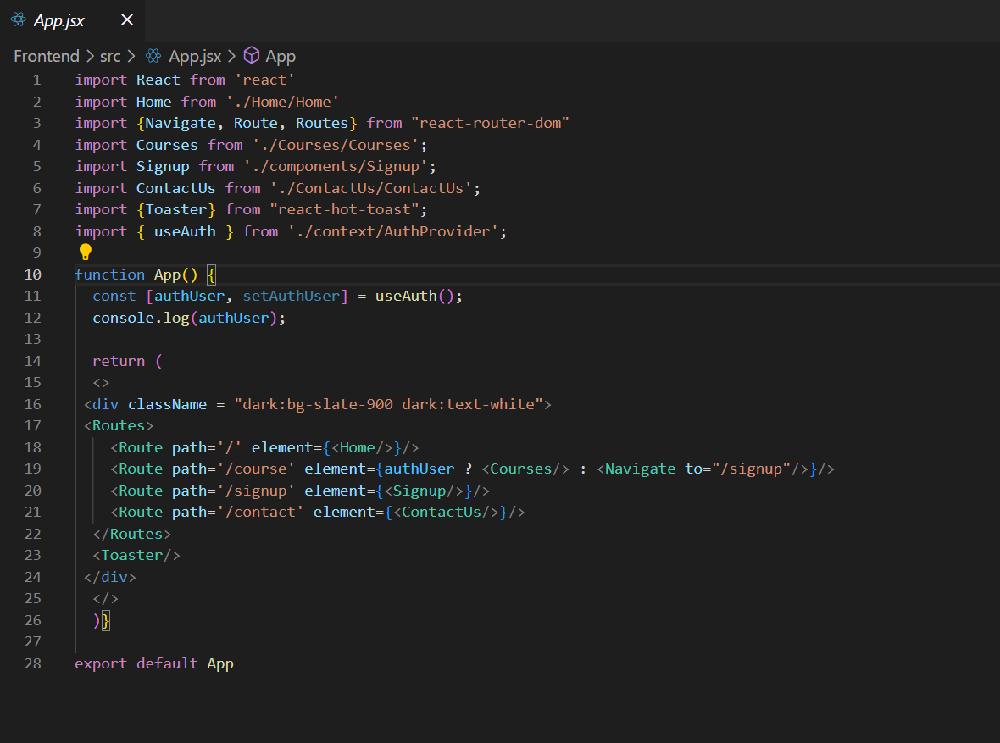 App.jsx
Frontend > src > App.jsx > App
1 import React from 'react'
2 import Home from './Home/Home'
3 import {Navigate, Route, Routes} from "react-router-dom"
4 import Courses from './Courses/Courses';
5 import Signup from './components/Signup';
6 import ContactUs from './ContactUs/ContactUs';
7 import {Toaster} from "react-hot-toast";
8 import { useAuth } from './context/AuthProvider';
9
10 function App() {
11   const [authUser, setAuthUser] = useAuth();
12   console.log(authUser);
13
14   return (
15   <>
16  <div className = "dark:bg-slate-900 dark:text-white">
17  <Routes>
18     <Route path='/' element={<Home/>}/>
19     <Route path='/course' element={authUser ? <Courses/> : <Navigate to="/signup"/>}/>
20     <Route path='/signup' element={<Signup/>}/>
21     <Route path='/contact' element={<ContactUs/>}/>
22   </Routes>
23   <Toaster/>
24  </div>
25   </>
26   )}
27
28 export default App